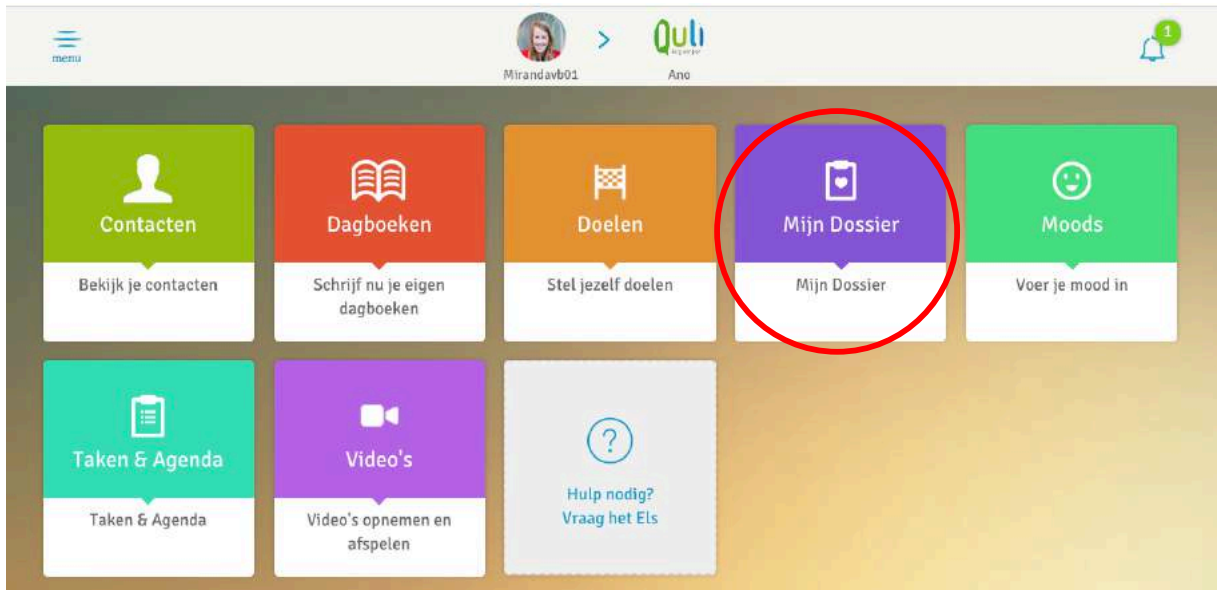 menu
Mirandavb01
>
Quli
Ano
1
Contacten
Bekijk je contacten
Dagboeken
Schrijf nu je eigen
dagboeken
Doelen
Stel jezelf doelen
Mijn Dossier
Mijn Dossier
Moods
Voer je mood in
Taken & Agenda
Taken & Agenda
Video's
Video's opnemen en
afspelen
?
Hulp nodig?
Vraag het Els